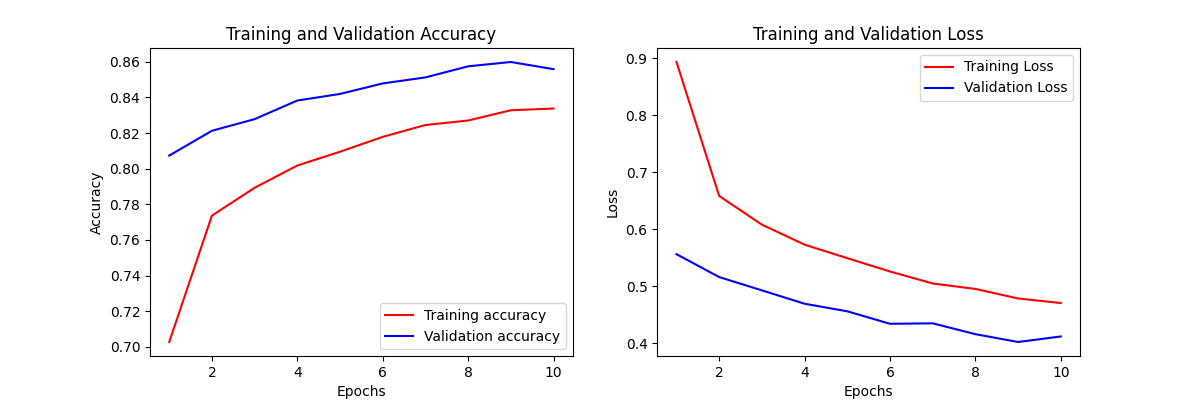 Training and Validation Accuracy
0.86
0.84
0.82
0.80
0.78
0.76
0.74
0.72
0.70
Accuracy
Training accuracy
Validation accuracy
2
4
6
8
10
Epochs
Training and Validation Loss
0.9
0.8
0.7
0.6
0.5
0.4
Loss
Training Loss
Validation Loss
2
4
6
8
10
Epochs